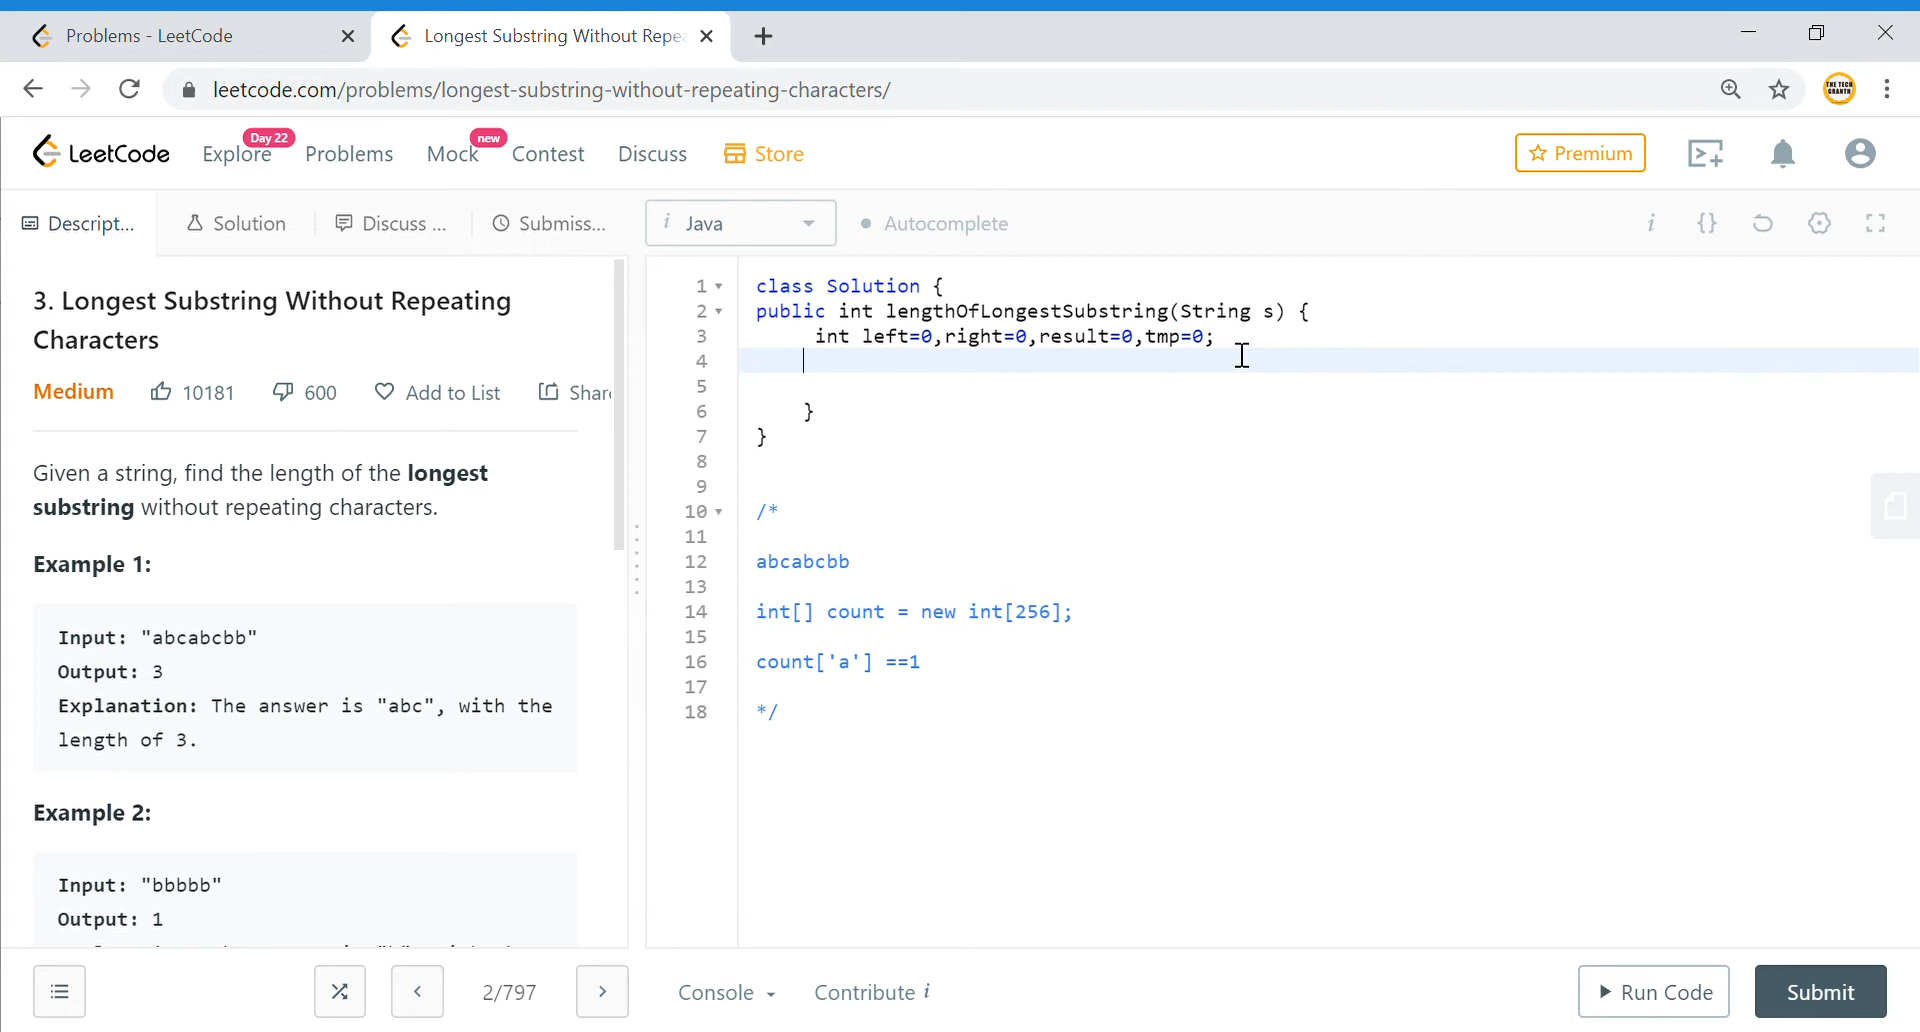 Problems - LeetCode
Longest Substring Without Repe
leetcode.com/problems/longest-substring-without-repeating-characters/
THE TECH GRANTH
LeetCode
Explore
Day 22
Problems
Mock
new
Contest
Discuss
Store
Premium
Descript...
Solution
Discuss ...
Submiss...
i Java
Autocomplete
3. Longest Substring Without Repeating
Characters
Medium
10181
600
Add to List
Share
Given a string, find the length of the longest
substring without repeating characters.
Example 1:
Input: "abcabcbb"
Output: 3
Explanation: The answer is "abc", with the
length of 3.
Example 2:
Input: "bbbbb"
Output: 1
1 class Solution {
2 public int lengthOfLongestSubstring(String s) {
3 int left=0,right=0,result=0,tmp=0;
4
5
6 }
7 }
8
9
10 /*
11
12 abcabcbb
13
14 int[] count = new int[256];
15
16 count['a'] ==1
17
18 */
2/797
Console
Contribute i
Run Code
Submit